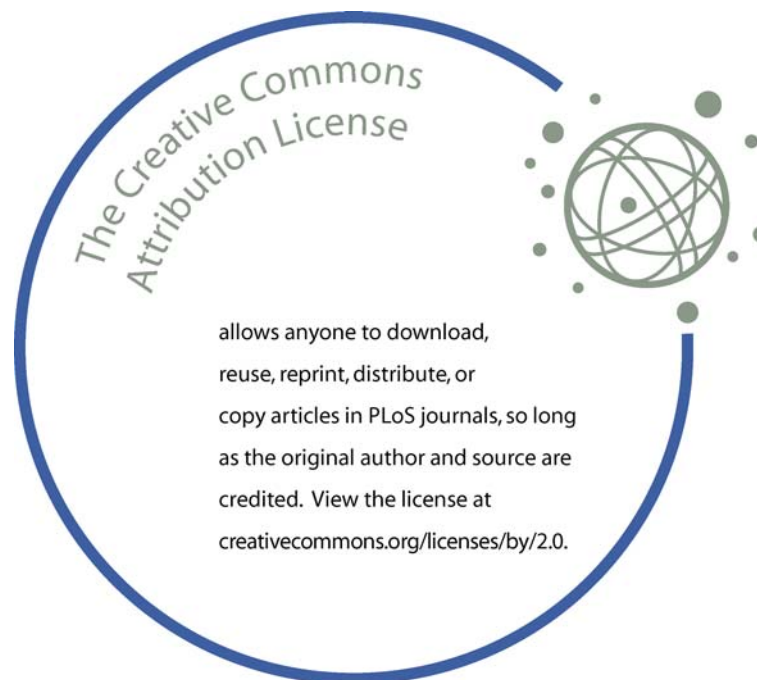 The Creative Commons
Attribution License
allows anyone to download,
reuse, reprint, distribute, or
copy articles in PLoS journals, so long
as the original author and source are
credited. View the license at
creativecommons.org/licenses/by/2.0.